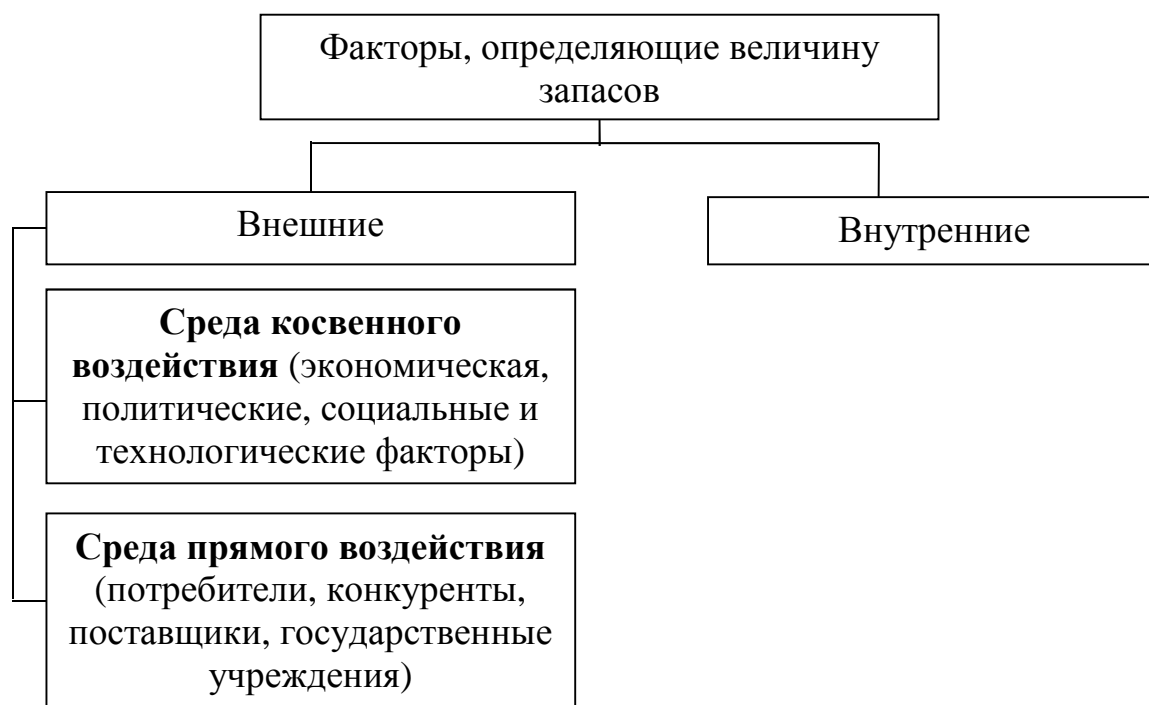 Факторы, определяющие величину
запасов
Внешние
Внутренние
Среда косвенного
воздействия (экономическая,
политические, социальные и
технологические факторы)
Среда прямого воздействия
(потребители, конкуренты,
поставщики, государственные
учреждения)